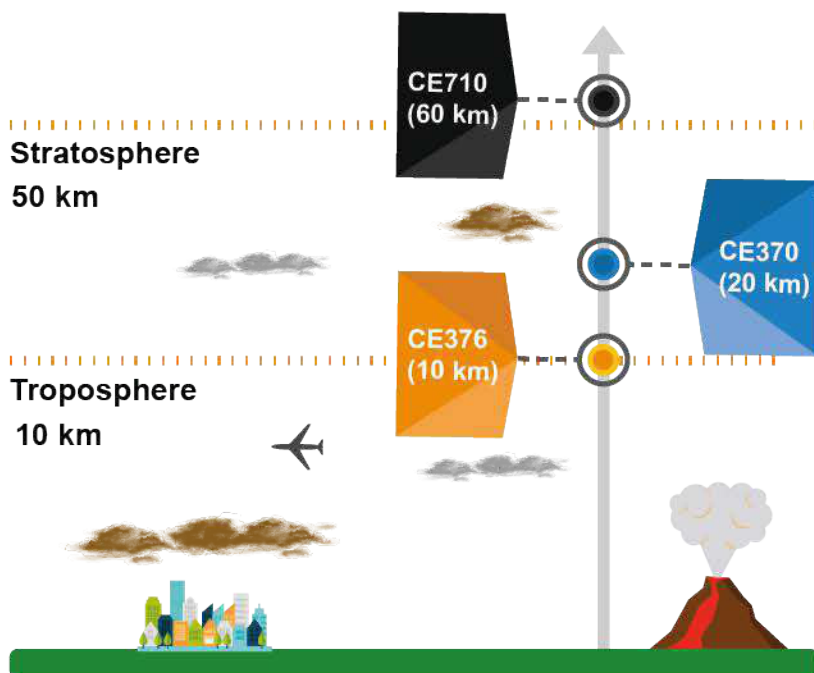 CE710
(60 km)
Stratosphere
50 km
CE370
(20 km)
CE376
(10 km)
Troposphere
10 km